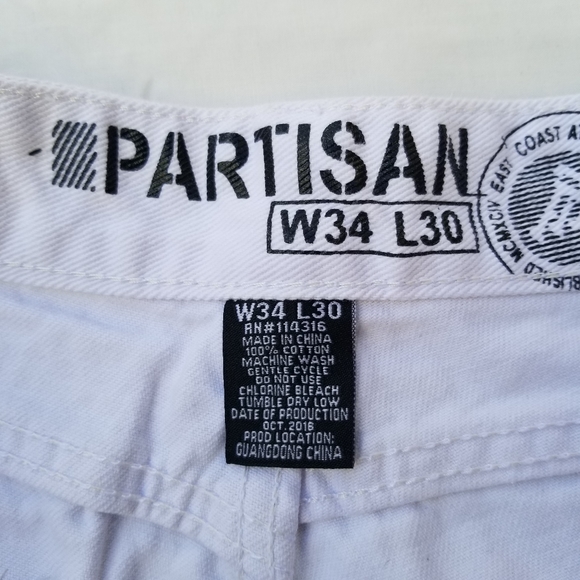 PARTISAN
W34 L30
EAST COAST
MCMXCIV
W34 L30
RN#114316
MADE IN CHINA
100% COTTON
MACHINE WASH
GENTLE CYCLE
DO NOT USE
CHLORINE BLEACH
TUMBLE DRY LOW
DATE OF PRODUCTION
OCT. 2016
PROD LOCATION:
GUANGDONG CHINA